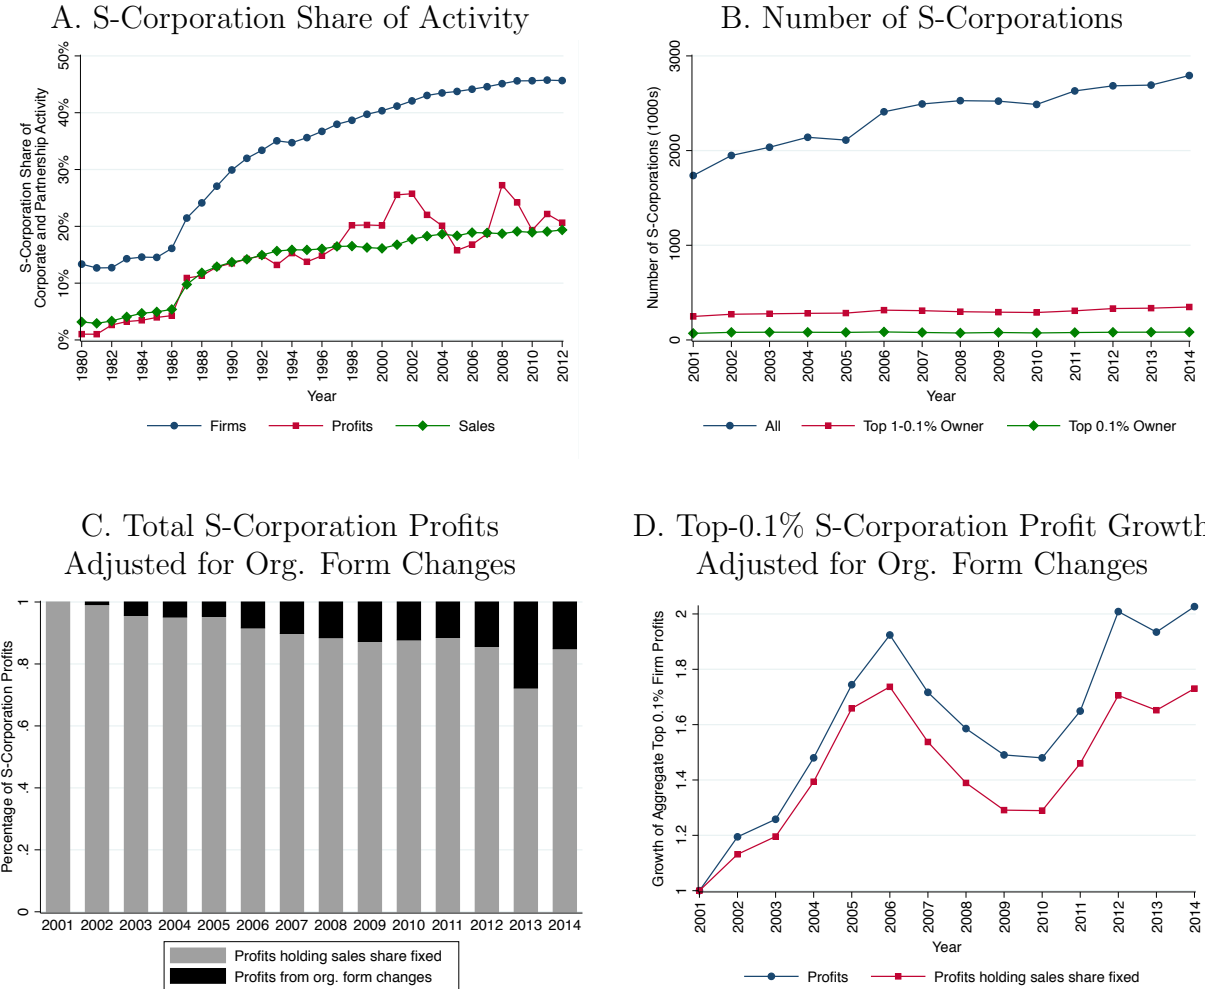 A. S-Corporation Share of Activity
S-Corporation Share of
Corporate and Partnership Activity
50%
40%
30%
20%
10%
0%
1980 1982 1984 1986 1988 1990 1992 1994 1996 1998 2000 2002 2004 2006 2008 2010 2012
Year
Firms Profits Sales
B. Number of S-Corporations
Number of S-Corporations (1000s)
3000
2000
1000
0
2001 2002 2003 2004 2005 2006 2007 2008 2009 2010 2011 2012 2013 2014
Year
All Top 1-0.1% Owner Top 0.1% Owner
C. Total S-Corporation Profits
Adjusted for Org. Form Changes
Percentage of S-Corporation Profits
1
.8
.6
.4
.2
0
2001 2002 2003 2004 2005 2006 2007 2008 2009 2010 2011 2012 2013 2014
Profits holding sales share fixed
Profits from org. form changes
D. Top-0.1% S-Corporation Profit Growth
Adjusted for Org. Form Changes
Growth of Aggregate Top 0.1% Firm Profits
2
1.8
1.6
1.4
1.2
1
2001 2002 2003 2004 2005 2006 2007 2008 2009 2010 2011 2012 2013 2014
Year
Profits Profits holding sales share fixed